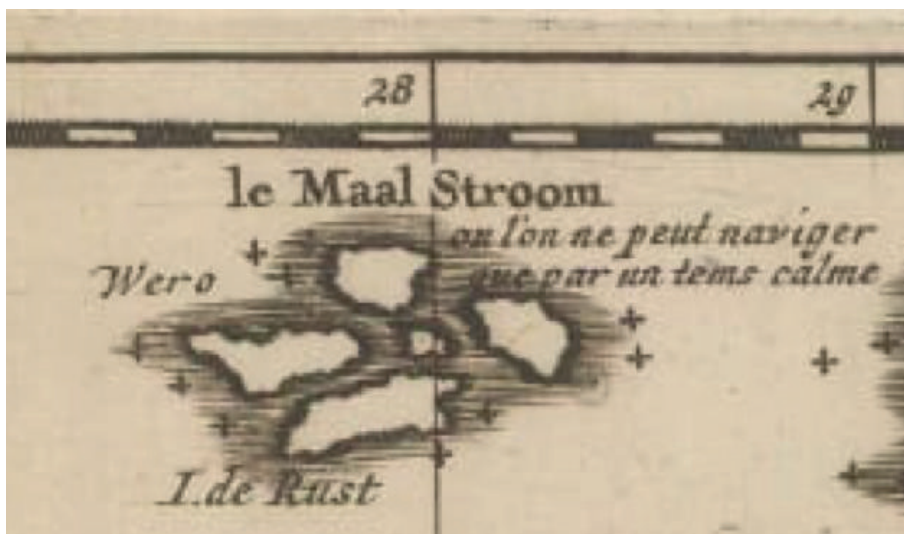 28
29
le Maal Stroom
ou l'on ne peut naviger
que par un tems calme
Wero
I. de Rust